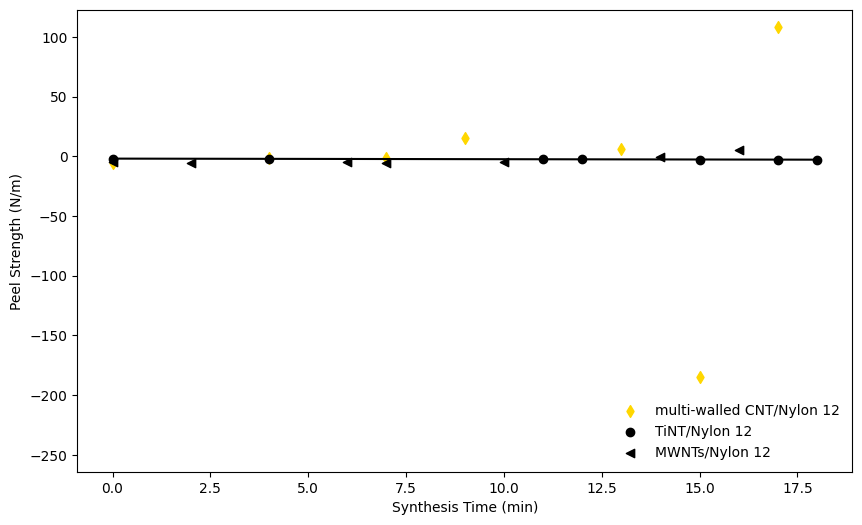 100
50
0
−50
−100
−150
−200
−250
Peel Strength (N/m)
0.0 2.5 5.0 7.5 10.0 12.5 15.0 17.5
Synthesis Time (min)
multi-walled CNT/Nylon 12
TiNT/Nylon 12
MWNTs/Nylon 12